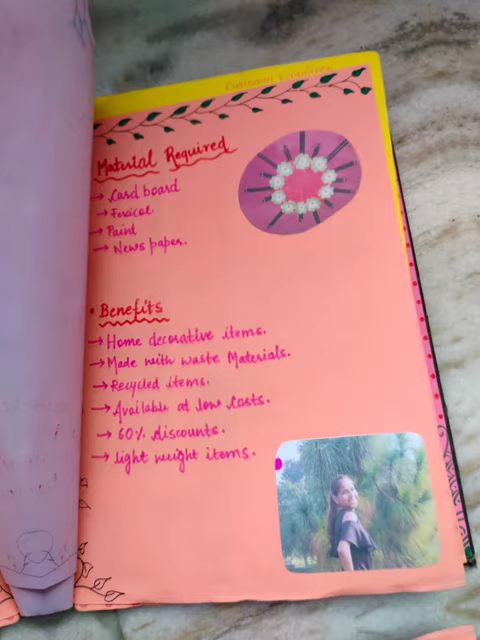 Material Required
→ Card board
→ Fevicol.
→ Paint
→ News paper.
• Benefits
→ Home decorative items.
→ Made with waste Materials.
→ Recycled items.
→ Available at low Costs.
→ 60% discounts.
→ light weight items.